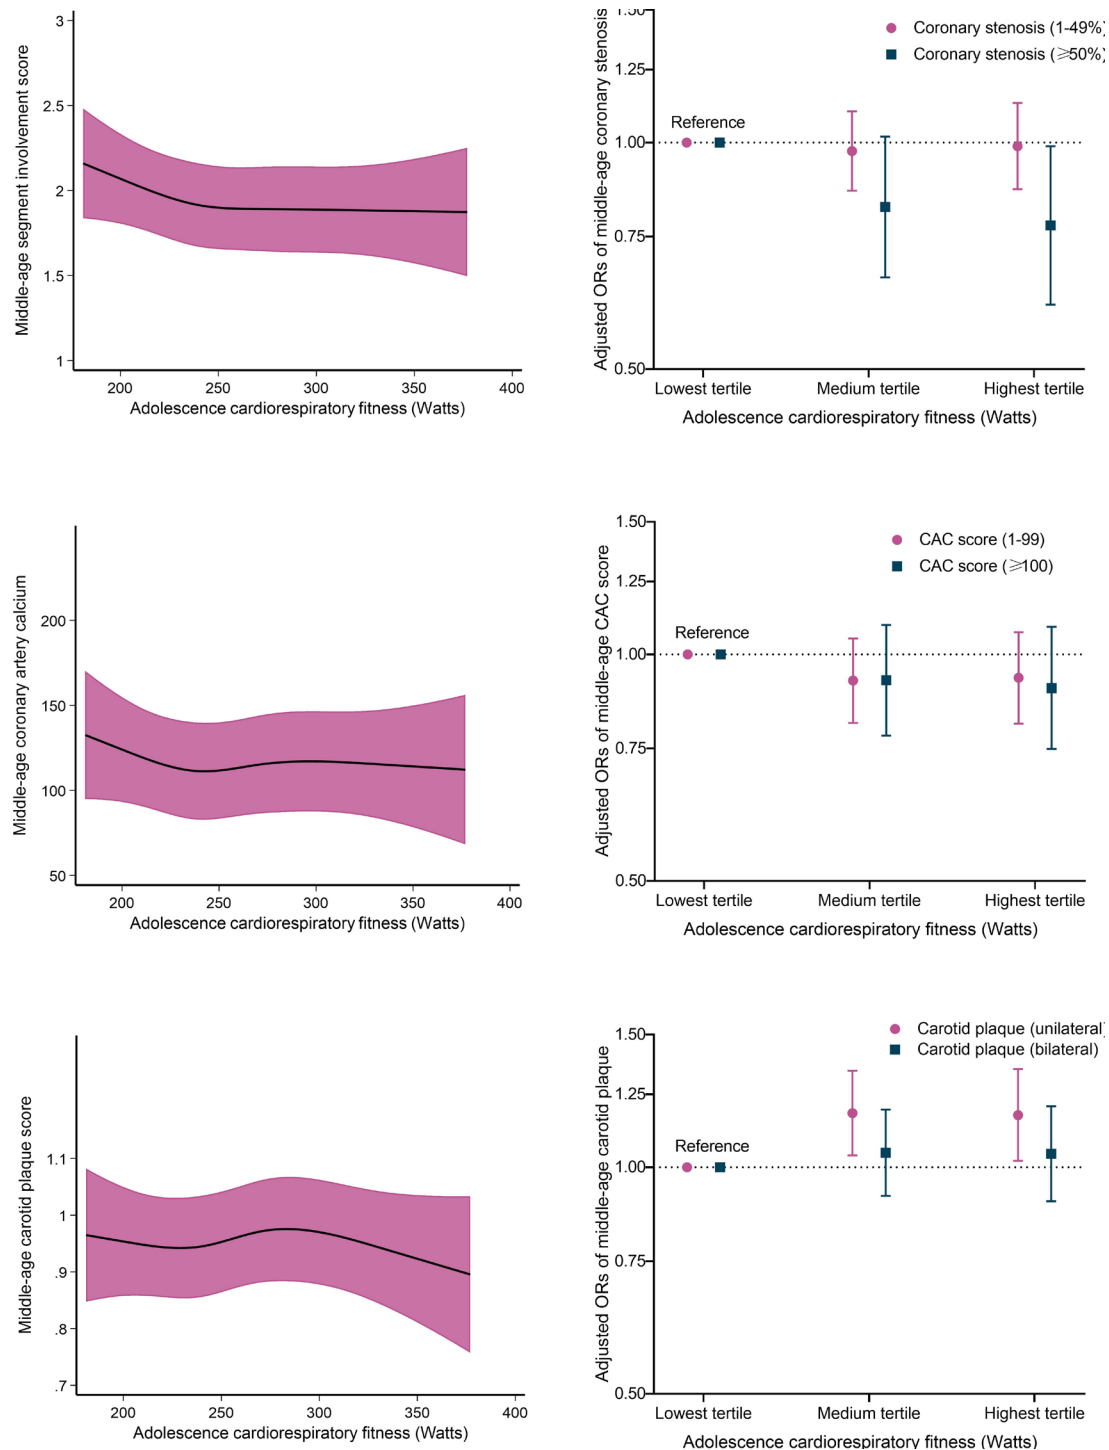 Middle-age segment involvement score
3
2.5
2
1.5
1
200 250 300 350 400
Adolescence cardiorespiratory fitness (Watts)
Adjusted ORs of middle-age coronary stenosis
1.50
1.25
1.00
0.75
0.50
Coronary stenosis (1-49%)
Coronary stenosis (≥50%)
Reference
Lowest tertile Medium tertile Highest tertile
Adolescence cardiorespiratory fitness (Watts)
Middle-age coronary artery calcium
200
150
100
50
200 250 300 350 400
Adolescence cardiorespiratory fitness (Watts)
Adjusted ORs of middle-age CAC score
1.50
1.25
1.00
0.75
0.50
CAC score (1-99)
CAC score (≥100)
Reference
Lowest tertile Medium tertile Highest tertile
Adolescence cardiorespiratory fitness (Watts)
Middle-age carotid plaque score
1.1
1
.9
.8
.7
200 250 300 350 400
Adolescence cardiorespiratory fitness (Watts)
Adjusted ORs of middle-age carotid plaque
1.50
1.25
1.00
0.75
0.50
Carotid plaque (unilateral)
Carotid plaque (bilateral)
Reference
Lowest tertile Medium tertile Highest tertile
Adolescence cardiorespiratory fitness (Watts)